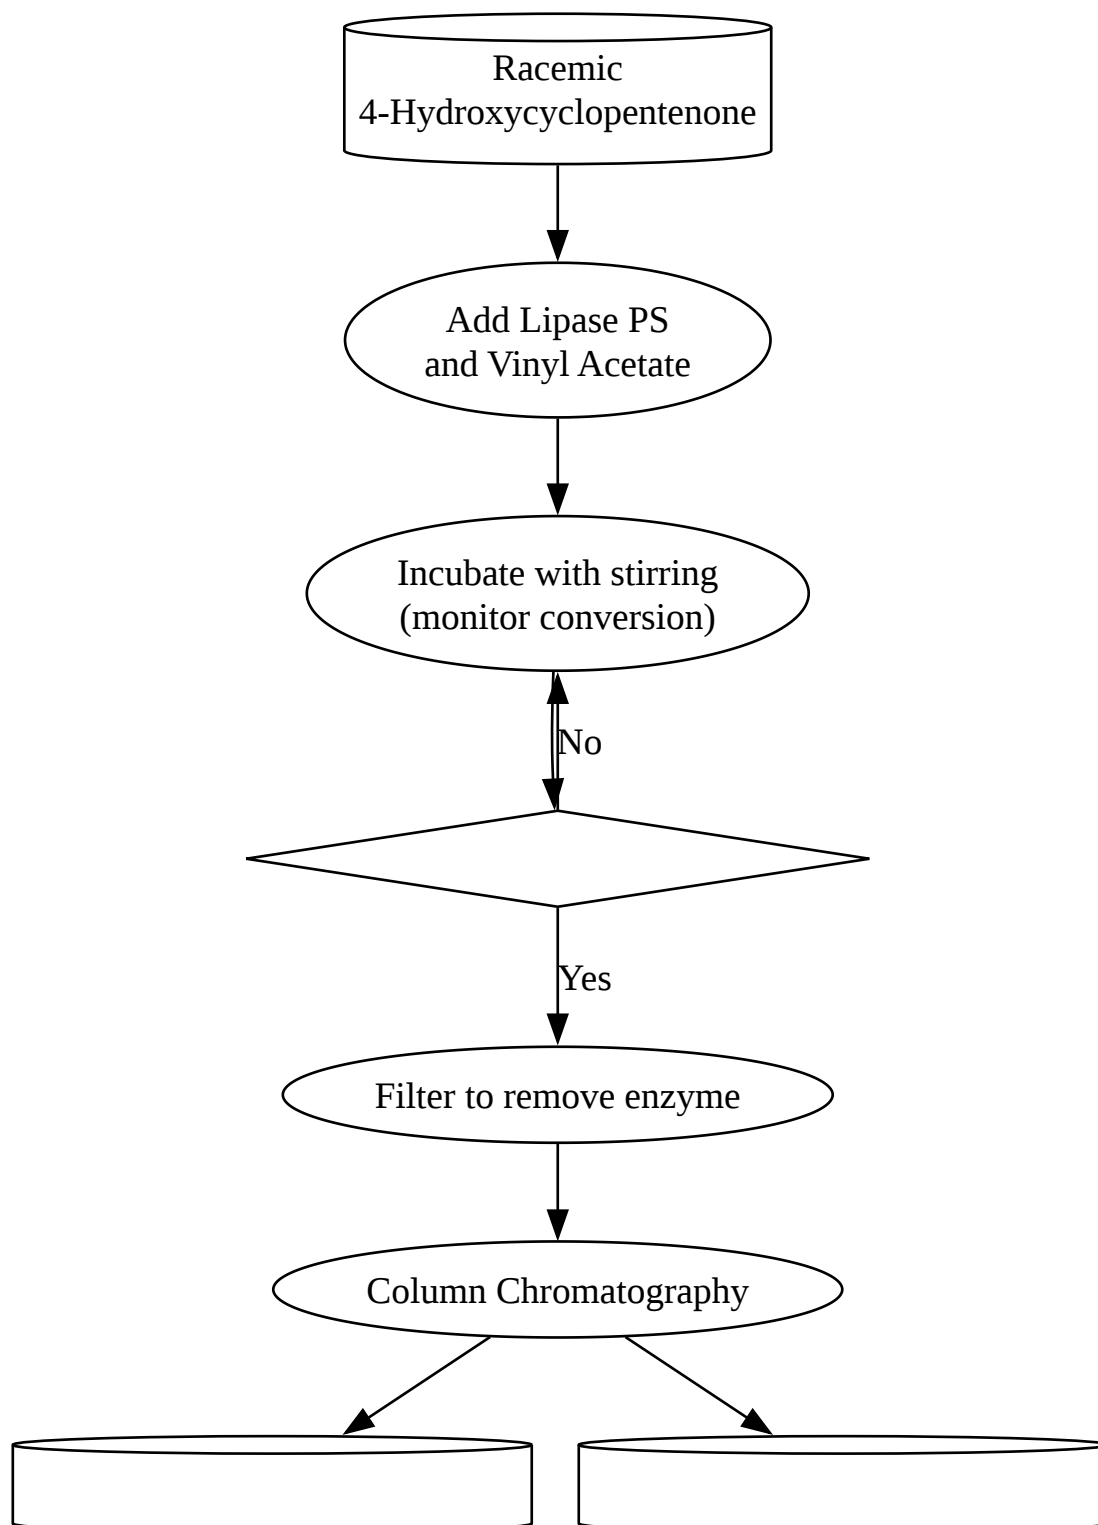 Racemic
4-Hydroxycyclopentenone
Add Lipase PS
and Vinyl Acetate
Incubate with stirring
(monitor conversion)
No
Yes
Filter to remove enzyme
Column Chromatography